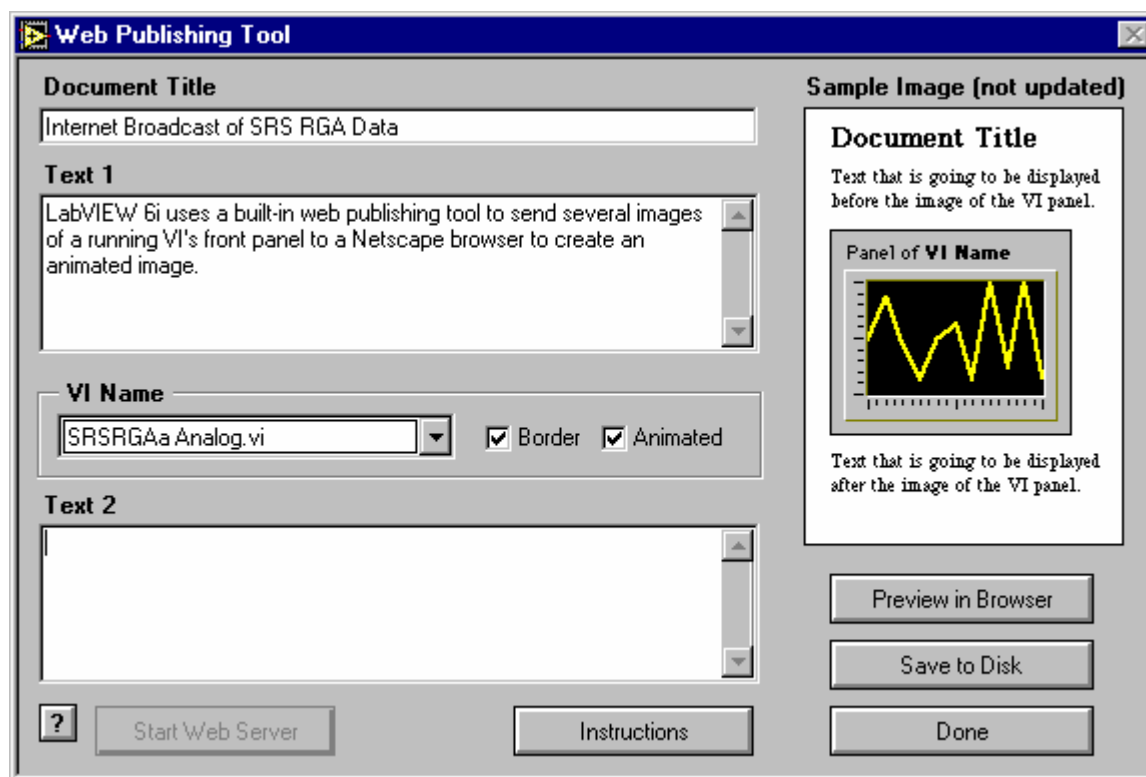 Web Publishing Tool
Document Title
Internet Broadcast of SRS RGA Data
Text 1
LabVIEW 6i uses a built-in web publishing tool to send several images
of a running VI's front panel to a Netscape browser to create an
animated image.
VI Name
SRSRGAa Analog.vi
Border
Animated
Text 2
?
Start Web Server
Instructions
Sample Image (not updated)
Document Title
Text that is going to be displayed
before the image of the VI panel.
Panel of VI Name
Text that is going to be displayed
after the image of the VI panel.
Preview in Browser
Save to Disk
Done